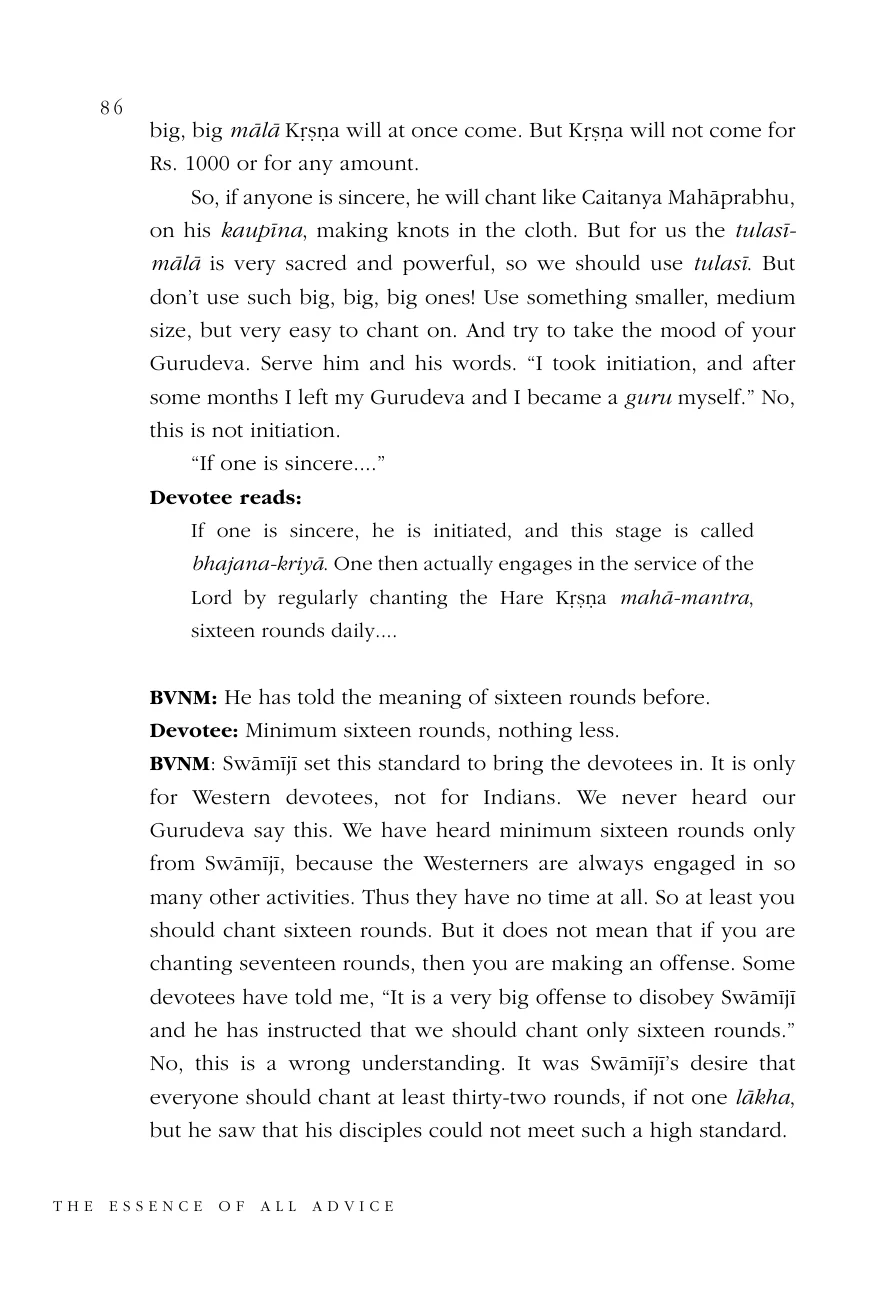 86
big, big mālā Kṛṣṇa will at once come. But Kṛṣṇa will not come for
Rs. 1000 or for any amount.
So, if anyone is sincere, he will chant like Caitanya Mahāprabhu,
on his kaupīna, making knots in the cloth. But for us the tulasī-
mālā is very sacred and powerful, so we should use tulasī. But
don’t use such big, big, big ones! Use something smaller, medium
size, but very easy to chant on. And try to take the mood of your
Gurudeva. Serve him and his words. “I took initiation, and after
some months I left my Gurudeva and I became a guru myself.” No,
this is not initiation.
“If one is sincere....”
Devotee reads:
If one is sincere, he is initiated, and this stage is called
bhajana-kriyā. One then actually engages in the service of the
Lord by regularly chanting the Hare Kṛṣṇa mahā-mantra,
sixteen rounds daily....
BVNM: He has told the meaning of sixteen rounds before.
Devotee: Minimum sixteen rounds, nothing less.
BVNM: Swāmījī set this standard to bring the devotees in. It is only
for Western devotees, not for Indians. We never heard our
Gurudeva say this. We have heard minimum sixteen rounds only
from Swāmījī, because the Westerners are always engaged in so
many other activities. Thus they have no time at all. So at least you
should chant sixteen rounds. But it does not mean that if you are
chanting seventeen rounds, then you are making an offense. Some
devotees have told me, “It is a very big offense to disobey Swāmījī
and he has instructed that we should chant only sixteen rounds.”
No, this is a wrong understanding. It was Swāmījī’s desire that
everyone should chant at least thirty-two rounds, if not one lākha,
but he saw that his disciples could not meet such a high standard.
THE ESSENCE OF ALL ADVICE